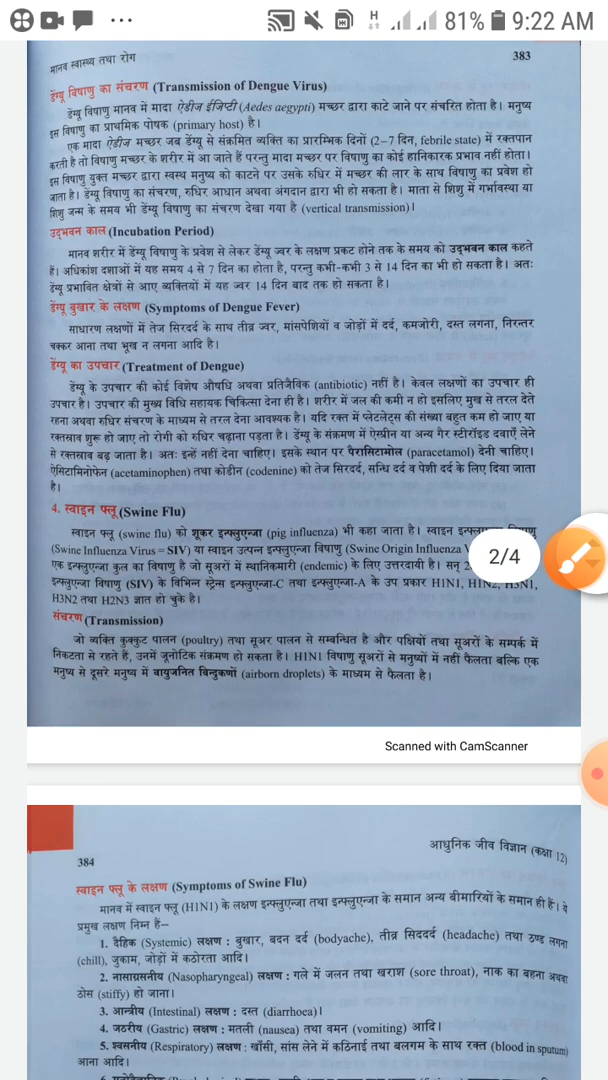 H 81% 9:22 AM
मानव स्वास्थ्य तथा रोग 383
डेंग्यू विषाणु का संचरण (Transmission of Dengue Virus)
डेंग्यू विषाणु मानव में मादा ऐडीज ईजिप्टी (Aedes aegypti) मच्छर द्वारा काटे जाने पर संचरित होता है। मनुष्य
इस विषाणु का प्राथमिक पोषक (primary host) है।
एक मादा ऐडीज मच्छर जब डेंग्यू से संक्रमित व्यक्ति का प्रारम्भिक दिनों (2–7 दिन, febrile state) में रक्तपान
करती है तो विषाणु मच्छर के शरीर में आ जाते हैं परन्तु मादा मच्छर पर विषाणु का कोई हानिकारक प्रभाव नहीं होता।
इस विषाणु युक्त मच्छर द्वारा स्वस्थ मनुष्य को काटने पर उसके रुधिर में मच्छर की लार के साथ विषाणु का प्रवेश हो
जाता है। डेंग्यू विषाणु का संचरण, रुधिर आधान अथवा अंगदान द्वारा भी हो सकता है। माता से शिशु में गर्भावस्था या
शिशु जन्म के समय भी डेंग्यू विषाणु का संचरण देखा गया है (vertical transmission)।
उद्भवन काल (Incubation Period)
मानव शरीर में डेंग्यू विषाणु के प्रवेश से लेकर डेंग्यू ज्वर के लक्षण प्रकट होने तक के समय को उद्भवन काल कहते
हैं। अधिकांश दशाओं में यह समय 4 से 7 दिन का होता है, परन्तु कभी-कभी 3 से 14 दिन का भी हो सकता है। अतः
डेंग्यू प्रभावित क्षेत्रों से आए व्यक्तियों में यह ज्वर 14 दिन बाद तक हो सकता है।
डेंग्यू बुखार के लक्षण (Symptoms of Dengue Fever)
साधारण लक्षणों में तेज सिरदर्द के साथ तीव्र ज्वर, मांसपेशियों व जोड़ों में दर्द, कमजोरी, दस्त लगना, निरन्तर
चक्कर आना तथा भूख न लगना आदि है।
डेंग्यू का उपचार (Treatment of Dengue)
डेंग्यू के उपचार की कोई विशेष औषधि अथवा प्रतिजैविक (antibiotic) नहीं है। केवल लक्षणों का उपचार ही
उपचार है। उपचार की मुख्य विधि सहायक चिकित्सा देना ही है। शरीर में जल की कमी न हो इसलिए मुख से तरल देते
रहना अथवा रुधिर संचरण के माध्यम से तरल देना आवश्यक है। यदि रक्त में प्लेटलेट्स की संख्या बहुत कम हो जाए या
रक्तस्राव शुरू हो जाए तो रोगी को रुधिर चढ़ाना पड़ता है। डेंग्यू के संक्रमण में ऐस्प्रीन या अन्य गैर स्टीरॉइड दवाएँ लेने
से रक्तस्राव बढ़ जाता है। अतः इन्हें नहीं देना चाहिए। इसके स्थान पर पैरासिटामोल (paracetamol) देनी चाहिए।
ऐसिटामिनोफेन (acetaminophen) तथा कोडीन (codenine) को तेज सिरदर्द, सन्धि दर्द व पेशी दर्द के लिए दिया जाता
है।
4. स्वाइन फ्लू (Swine Flu)
स्वाइन फ्लू (swine flu) को शूकर इन्फ्लुएन्जा (pig influenza) भी कहा जाता है। स्वाइन
(Swine Influenza Virus = SIV) या स्वाइन उत्पन्न इन्फ्लुएन्जा विषाणु (Swine Origin Influenza V
एक इन्फ्लुएन्जा कुल का विषाणु है जो सूअरों में स्थानिकमारी (endemic) के लिए उत्तरदायी है। सन् 2
इन्फ्लुएन्जा विषाणु (SIV) के विभिन्न स्ट्रेन्स इन्फ्लुएन्जा-C तथा इन्फ्लुएन्जा-A के उप प्रकार H1N1, H1N2, H3N1,
H3N2 तथा H2N3 ज्ञात हो चुके है।
2/4
संचरण (Transmission)
जो व्यक्ति कुक्कुट पालन (poultry) तथा सूअर पालन से सम्बन्धित है और पक्षियों तथा सूअरों के सम्पर्क में
निकटता से रहते हैं, उनमें जूनोटिक संक्रमण हो सकता है। H1N1 विषाणु सूअरों से मनुष्यों में नहीं फैलता बल्कि एक
मनुष्य से दूसरे मनुष्य में वायुजनित बिन्दुकणों (airborn droplets) के माध्यम से फैलता है।
Scanned with CamScanner
384 आधुनिक जीव विज्ञान (कक्षा 12)
स्वाइन फ्लू के लक्षण (Symptoms of Swine Flu)
मानव में स्वाइन फ्लू (H1N1) के लक्षण इन्फ्लुएन्जा तथा इन्फ्लुएन्जा के समान अन्य बीमारियों के समान ही हैं। ये
प्रमुख लक्षण निम्न हैं—
1. दैहिक (Systemic) लक्षण : बुखार, बदन दर्द (bodyache), तीव्र सिददर्द (headache) तथा ठण्ड लगना
(chill), जुकाम, जोड़ों में कठोरता आदि।
2. नासाग्रसनीय (Nasopharyngeal) लक्षण : गले में जलन तथा खराश (sore throat), नाक का बहना अथवा
ठोस (stiffy) हो जाना।
3. आन्त्रीय (Intestinal) लक्षण : दस्त (diarrhoea)।
4. जठरीय (Gastric) लक्षण : मतली (nausea) तथा वमन (vomiting) आदि।
5. श्वसनीय (Respiratory) लक्षण : खाँसी, सांस लेने में कठिनाई तथा बलगम के साथ रक्त (blood in sputum)
आना आदि।